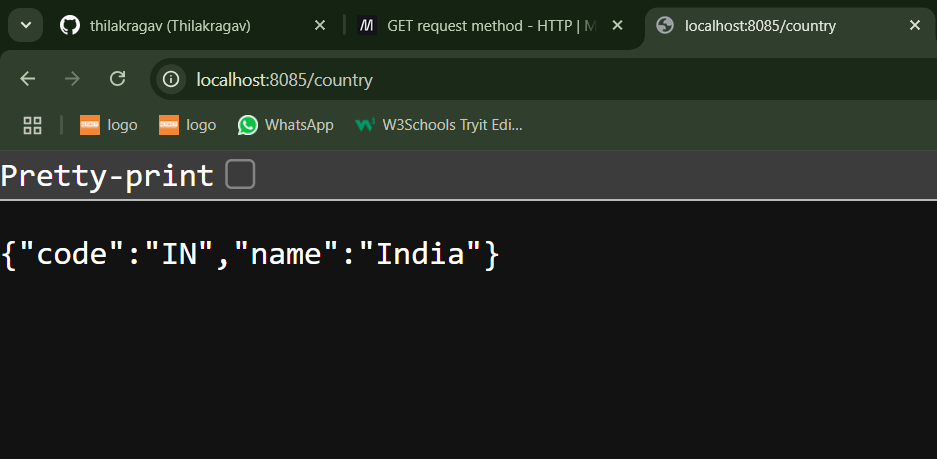 thilakragav (Thilakragav)
GET request method - HTTP | M
localhost:8085/country
localhost:8085/country
logo
logo
WhatsApp
W3Schools Tryit Edi...
Pretty-print
{"code":"IN","name":"India"}